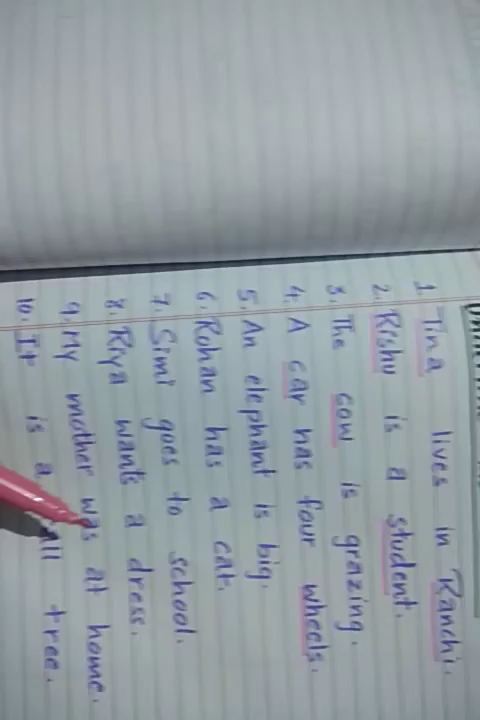 1. Tina lives in Ranchi.
2. Rishu is a student.
3. The cow is grazing.
4. A car has four wheels.
5. An elephant is big.
6. Rohan has a cat.
7. Simi goes to school.
8. Riya wants a dress.
9. My mother was at home.
10. It is a tree.